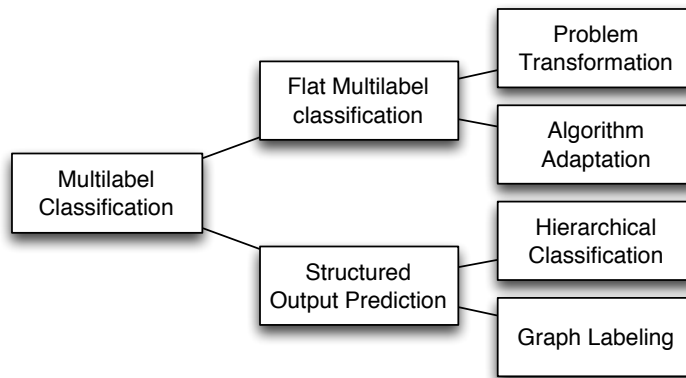 Multilabel
Classification
Flat Multilabel
classification
Structured
Output Prediction
Problem
Transformation
Algorithm
Adaptation
Hierarchical
Classification
Graph Labeling